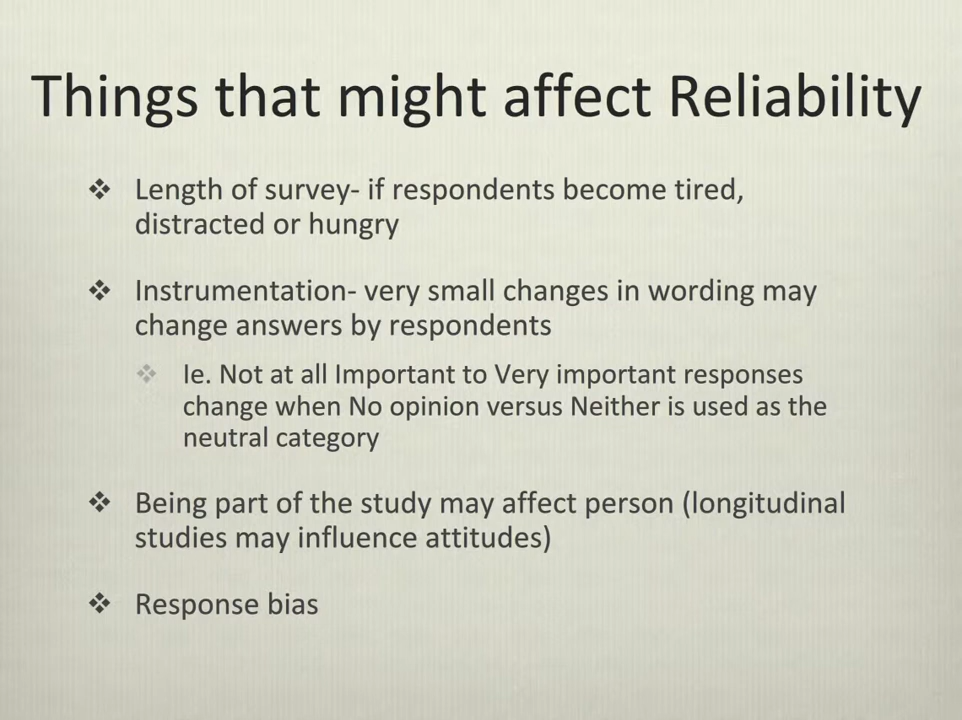 Things that might affect Reliability
Length of survey- if respondents become tired,
distracted or hungry
Instrumentation- very small changes in wording may
change answers by respondents
Ie. Not at all Important to Very important responses
change when No opinion versus Neither is used as the
neutral category
Being part of the study may affect person (longitudinal
studies may influence attitudes)
Response bias